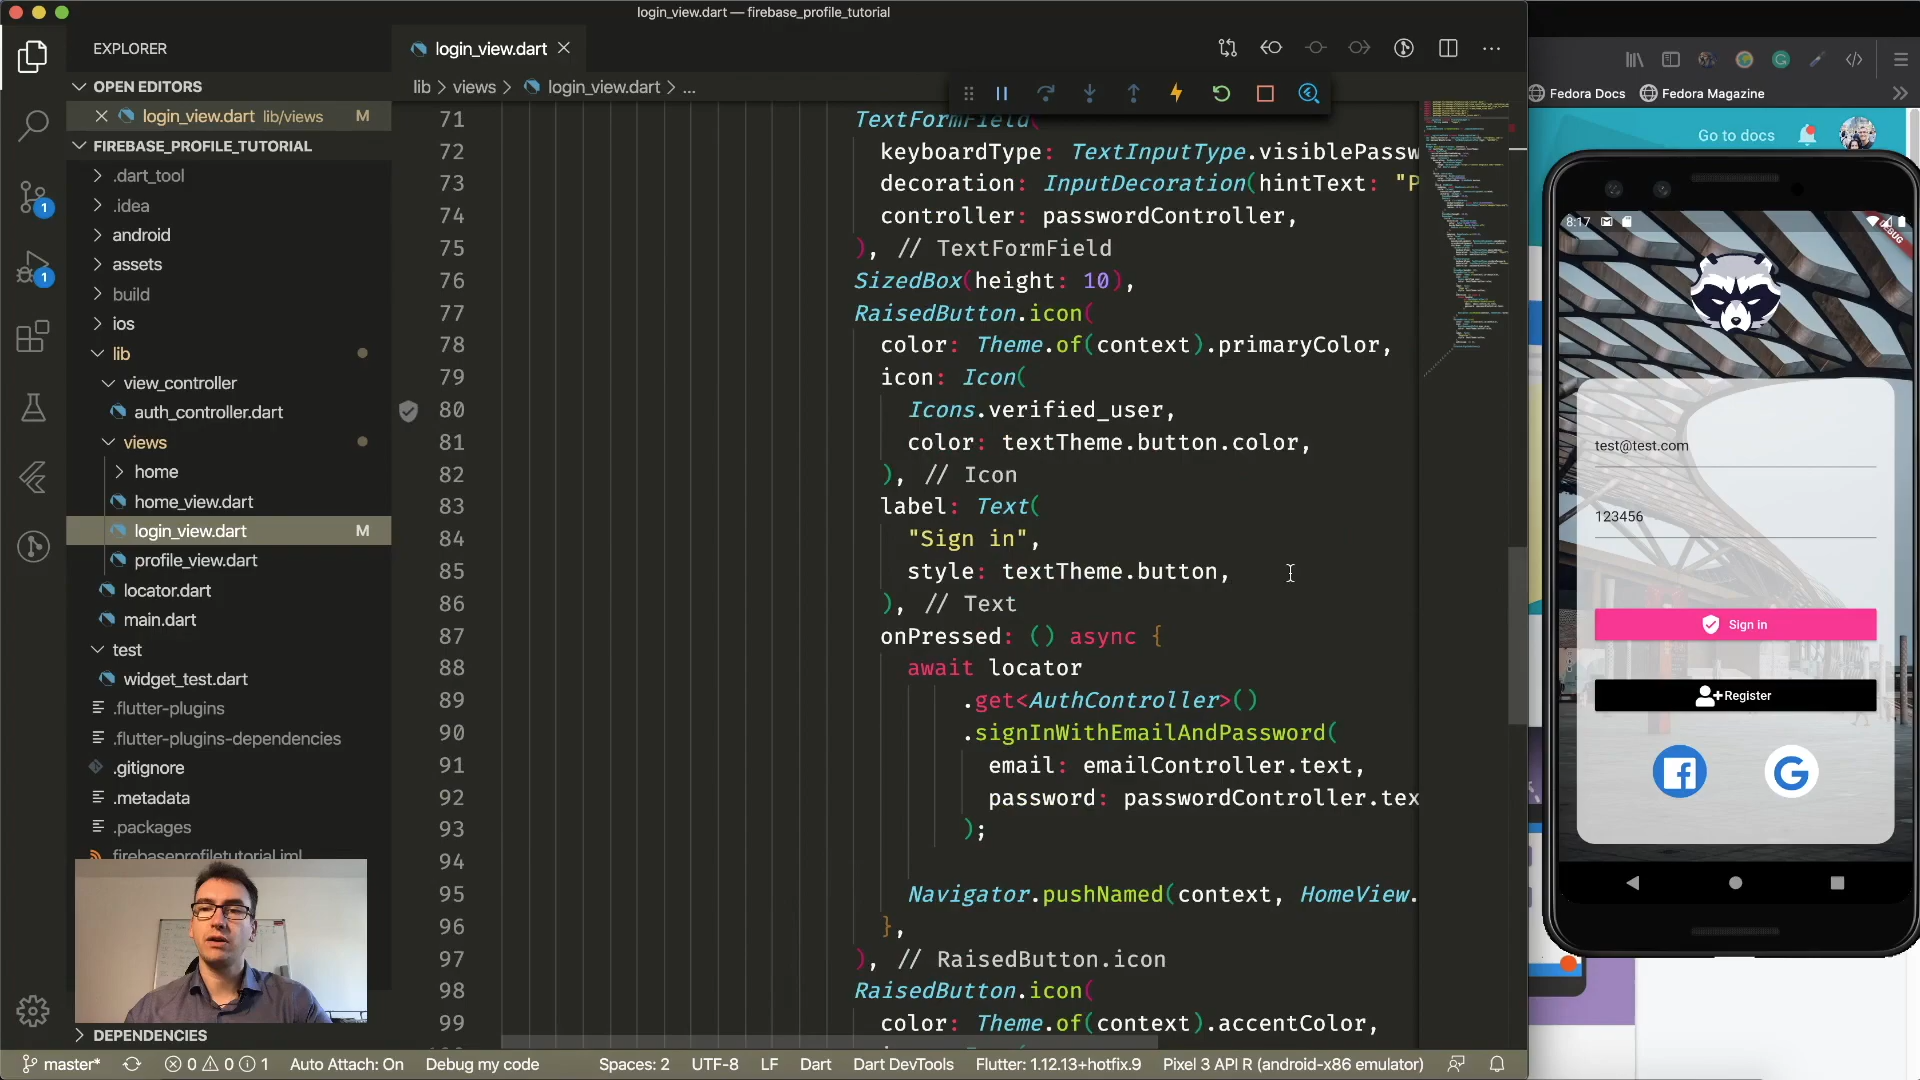 login_view.dart — firebase_profile_tutorial
EXPLORER
OPEN EDITORS
login_view.dart lib/views M
FIREBASE_PROFILE_TUTORIAL
.dart_tool
.idea
android
assets
build
ios
lib
view_controller
auth_controller.dart
views
home
home_view.dart
login_view.dart M
profile_view.dart
locator.dart
main.dart
test
widget_test.dart
.flutter-plugins
.flutter-plugins-dependencies
.gitignore
.metadata
.packages
firebaseprofiletutorial.iml
DEPENDENCIES
1
1
login_view.dart
lib > views > login_view.dart > ...
71 TextFormField(
72 keyboardType: TextInputType.visiblePassw
73 decoration: InputDecoration(hintText: "P
74 controller: passwordController,
75 ), // TextFormField
76 SizedBox(height: 10),
77 RaisedButton.icon(
78 color: Theme.of(context).primaryColor,
79 icon: Icon(
80 Icons.verified_user,
81 color: textTheme.button.color,
82 ), // Icon
83 label: Text(
84 "Sign in",
85 style: textTheme.button,
86 ), // Text
87 onPressed: () async {
88 await locator
89 .get<AuthController>()
90 .signInWithEmailAndPassword(
91 email: emailController.text,
92 password: passwordController.tex
93 );
94
95 Navigator.pushNamed(context, HomeView.
96 },
97 ), // RaisedButton.icon
98 RaisedButton.icon(
99 color: Theme.of(context).accentColor,
master* 0 0 1 Auto Attach: On Debug my code Spaces: 2 UTF-8 LF Dart Dart DevTools Flutter: 1.12.13+hotfix.9 Pixel 3 API R (android-x86 emulator)
Fedora Docs Fedora Magazine
Go to docs
8:17
DEBUG
test@test.com
123456
Sign in
Register